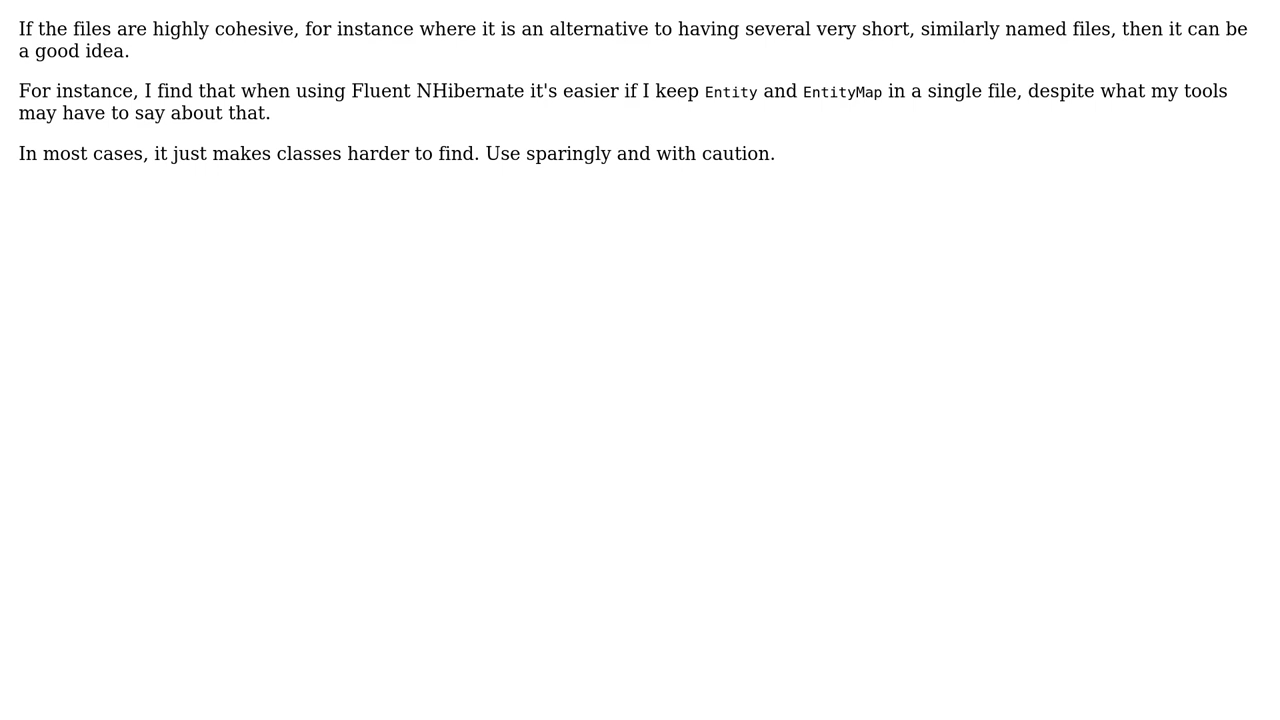 If the files are highly cohesive, for instance where it is an alternative to having several very short, similarly named files, then it can be
a good idea.
For instance, I find that when using Fluent NHibernate it's easier if I keep Entity and EntityMap in a single file, despite what my tools
may have to say about that.
In most cases, it just makes classes harder to find. Use sparingly and with caution.